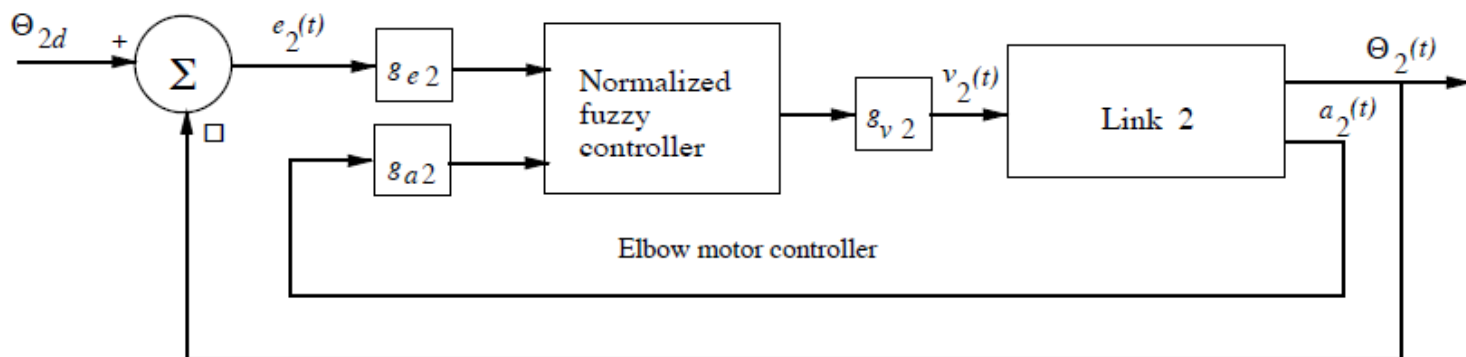 Θ2d
+
Σ
□
e2(t)
ge2
ga2
Normalized
fuzzy
controller
gv2
v2(t)
Link 2
Θ2(t)
a2(t)
Elbow motor controller